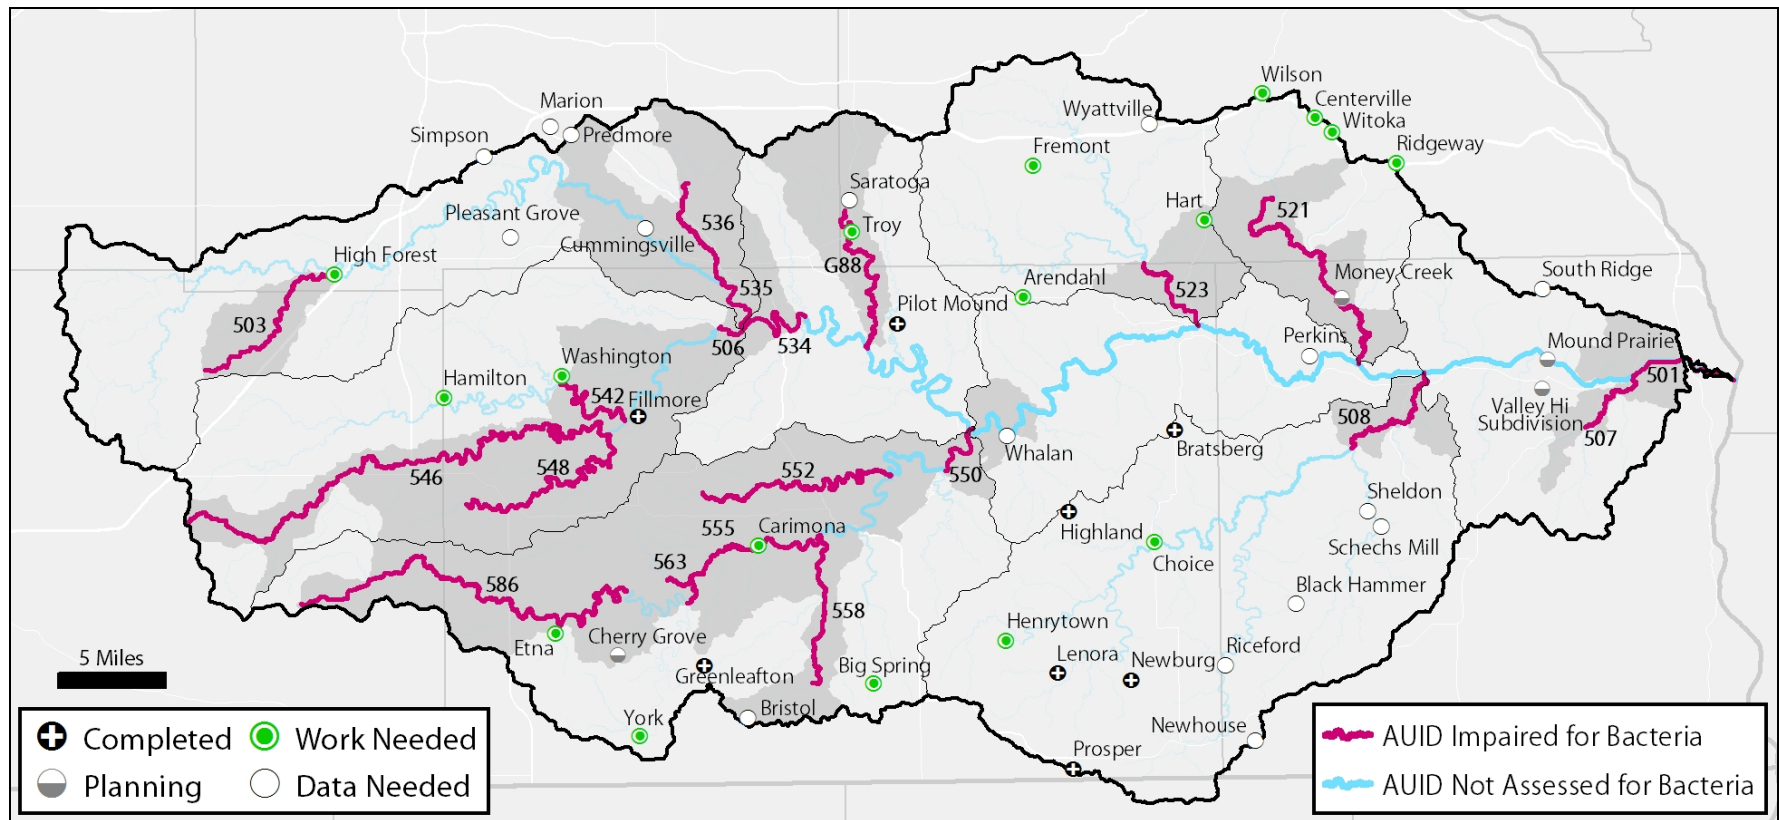 Wilson
Marion
Centerville
Wyattville
Witoka
Simpson
Predmore
Fremont
Ridgeway
Saratoga
Pleasant Grove
Hart
521
536
Troy
Cummingsville
High Forest
G88
Money Creek
South Ridge
Arendahl
535
523
Pilot Mound
503
Perkins
Mound Prairie
506
534
Washington
501
Hamilton
542
Fillmore
Valley Hi
Subdivision
508
507
Whalan
Bratsberg
546
548
552
550
Sheldon
555
Carimona
Highland
Schechs Mill
563
Choice
586
Black Hammer
558
Henrytown
Etna
Cherry Grove
Lenora
Newburg
Riceford
5 Miles
Greenleafton
Big Spring
York
Bristol
Newhouse
Prosper
Completed
Work Needed
Planning
Data Needed
AUID Impaired for Bacteria
AUID Not Assessed for Bacteria